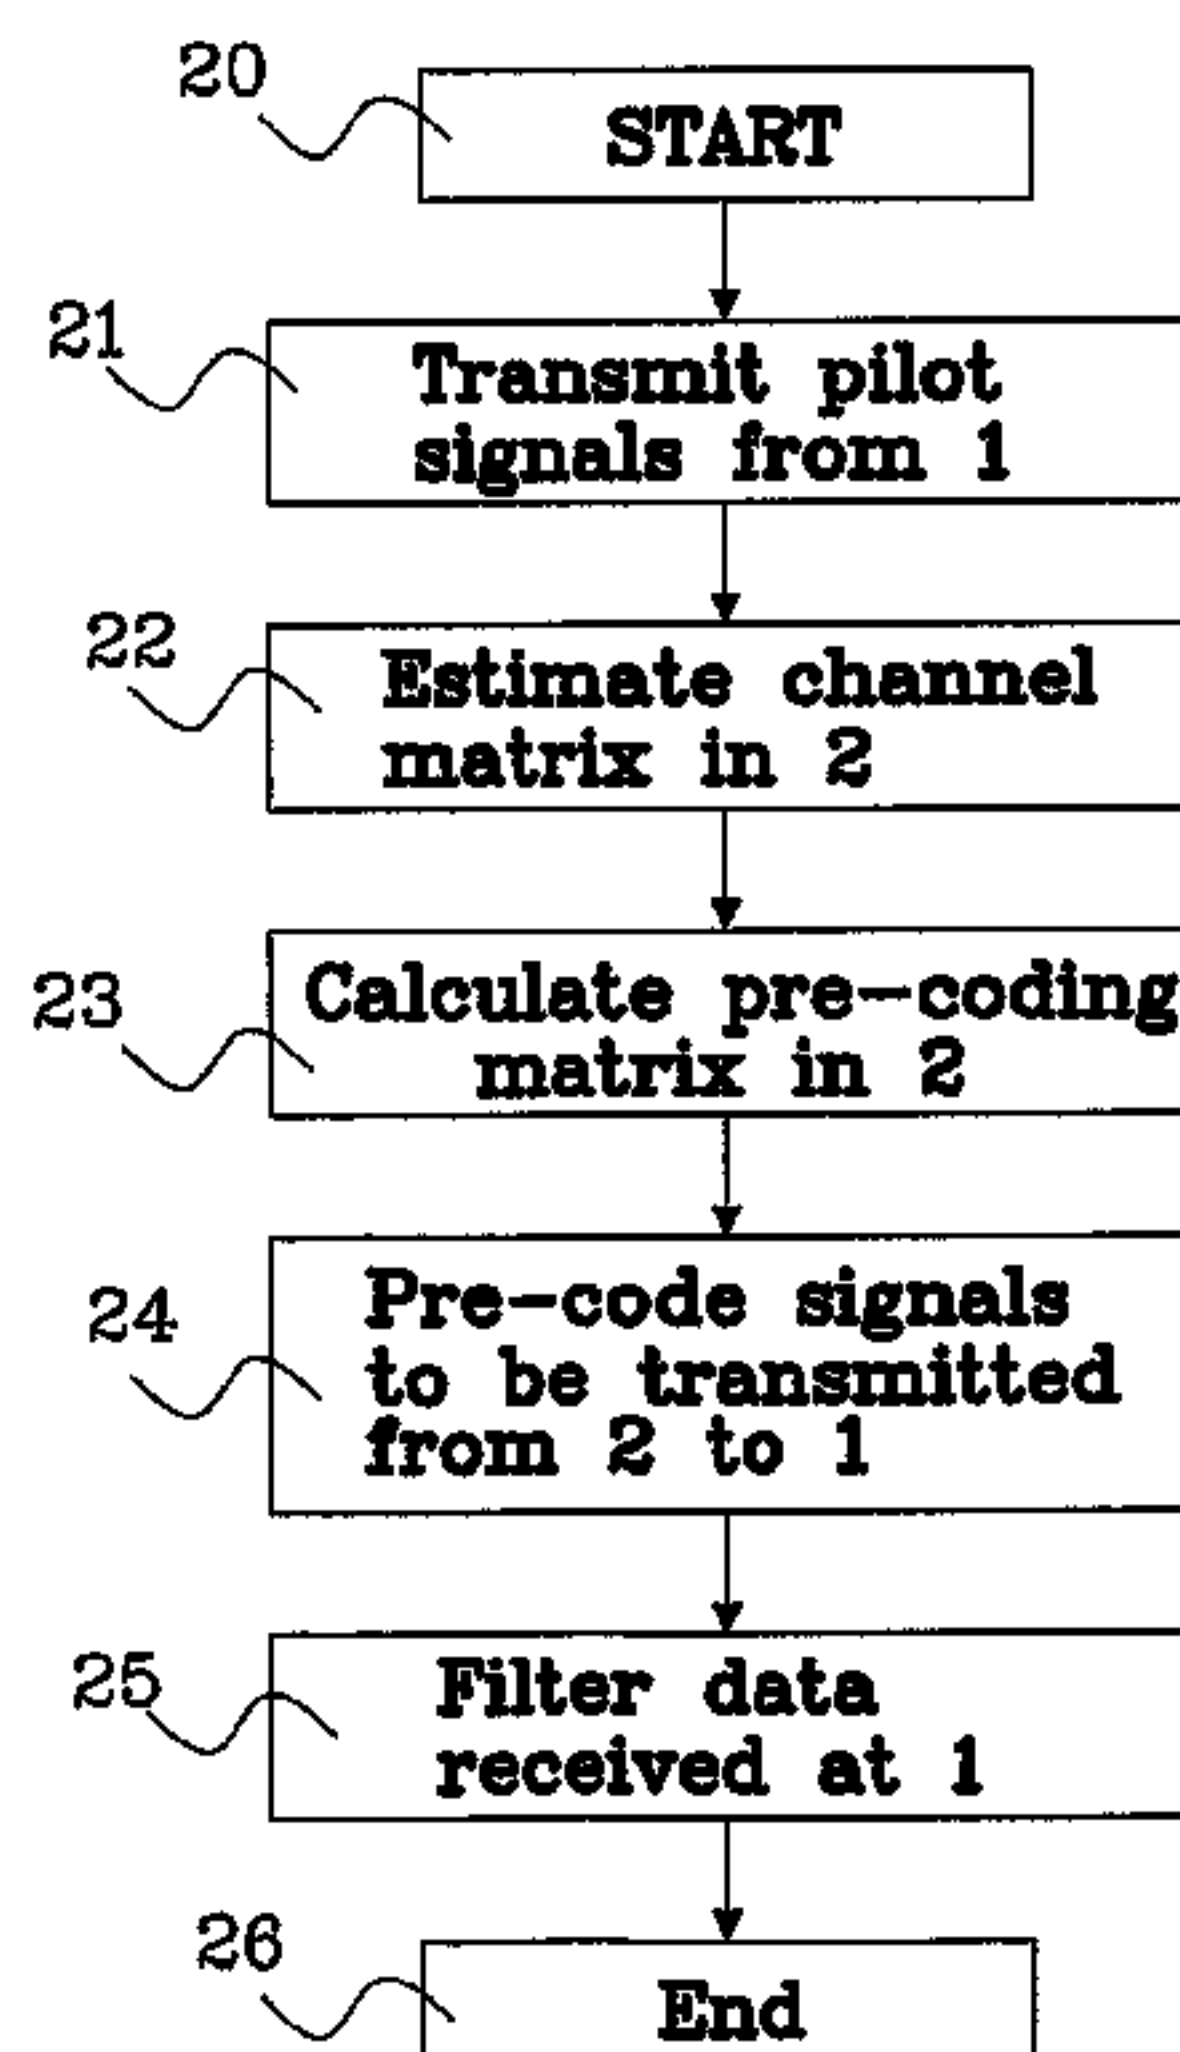 20
START
21
Transmit pilot
signals from 1
22
Estimate channel
matrix in 2
23
Calculate pre-coding
matrix in 2
24
Pre-code signals
to be transmitted
from 2 to 1
25
Filter data
received at 1
26
End